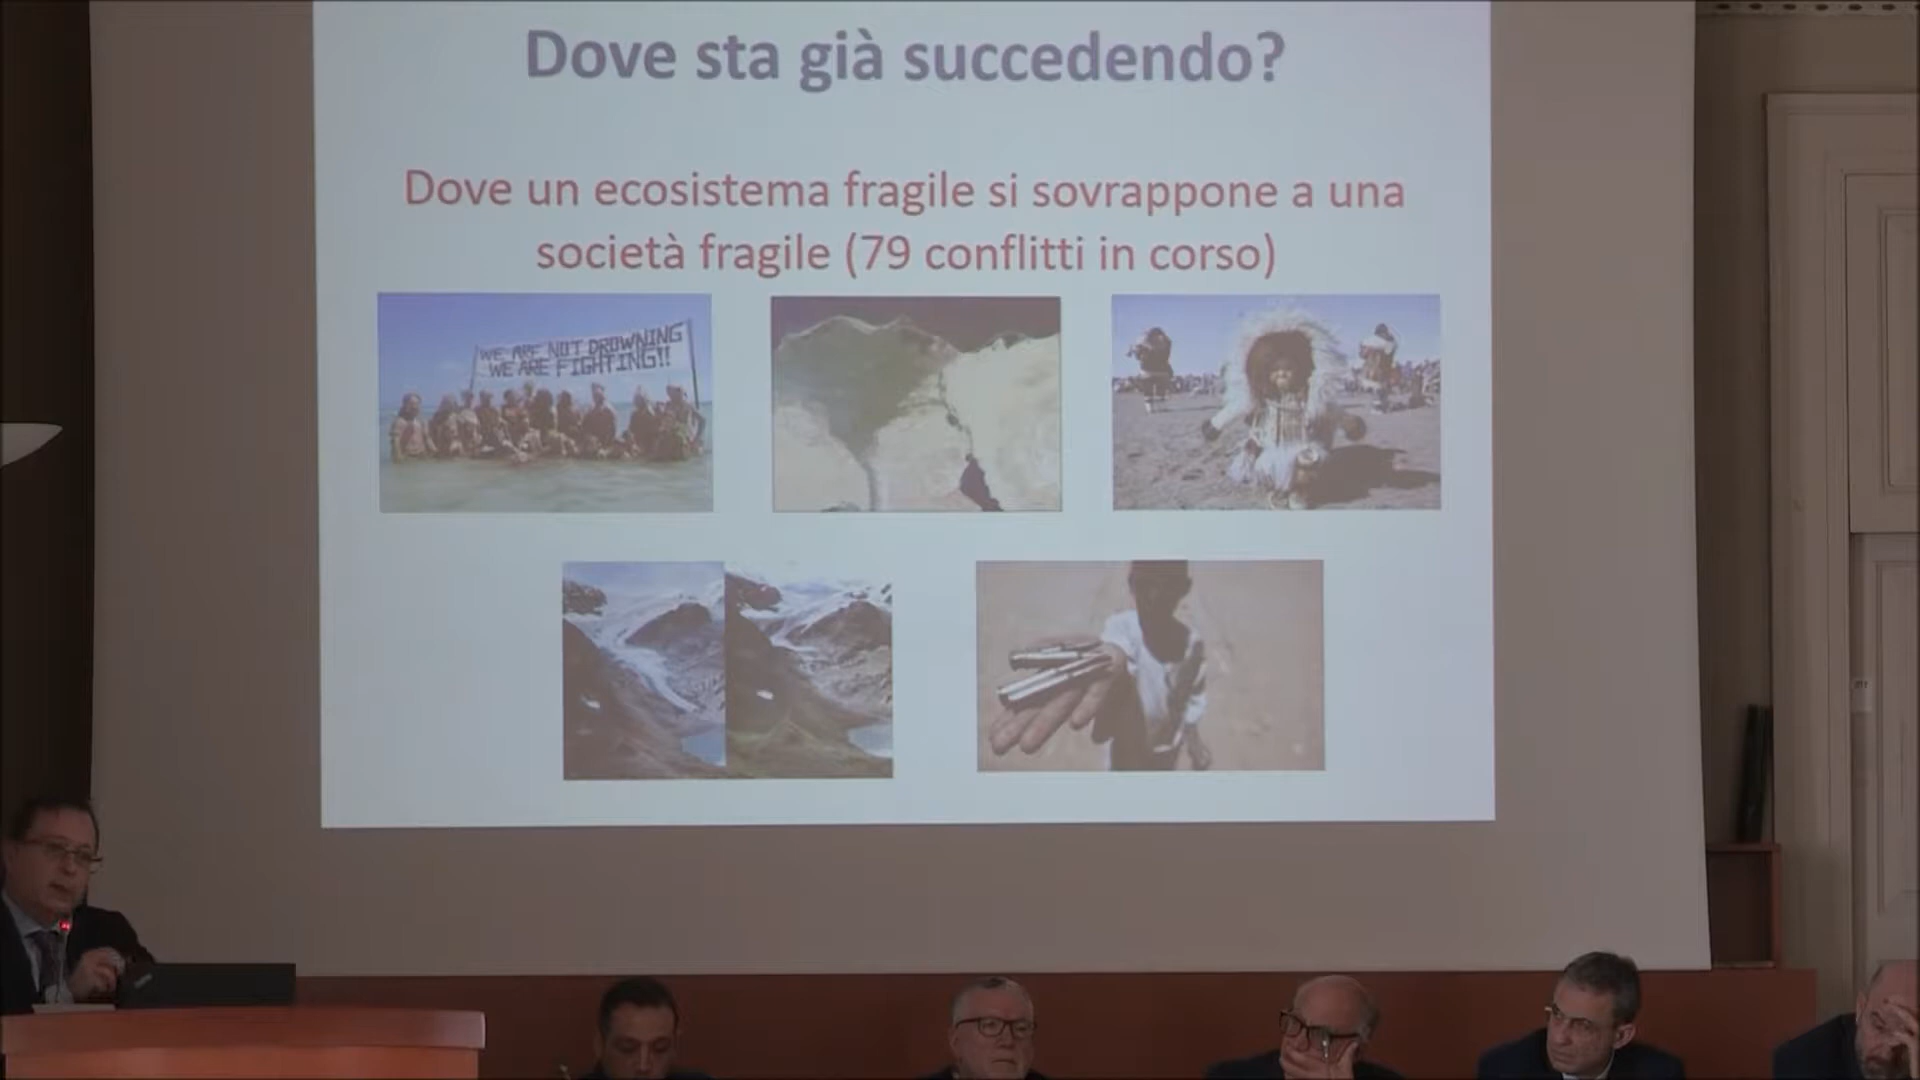 Dove sta già succedendo?
Dove un ecosistema fragile si sovrappone a una
società fragile (79 conflitti in corso)
WE ARE NOT DROWNING
WE ARE FIGHTING!!